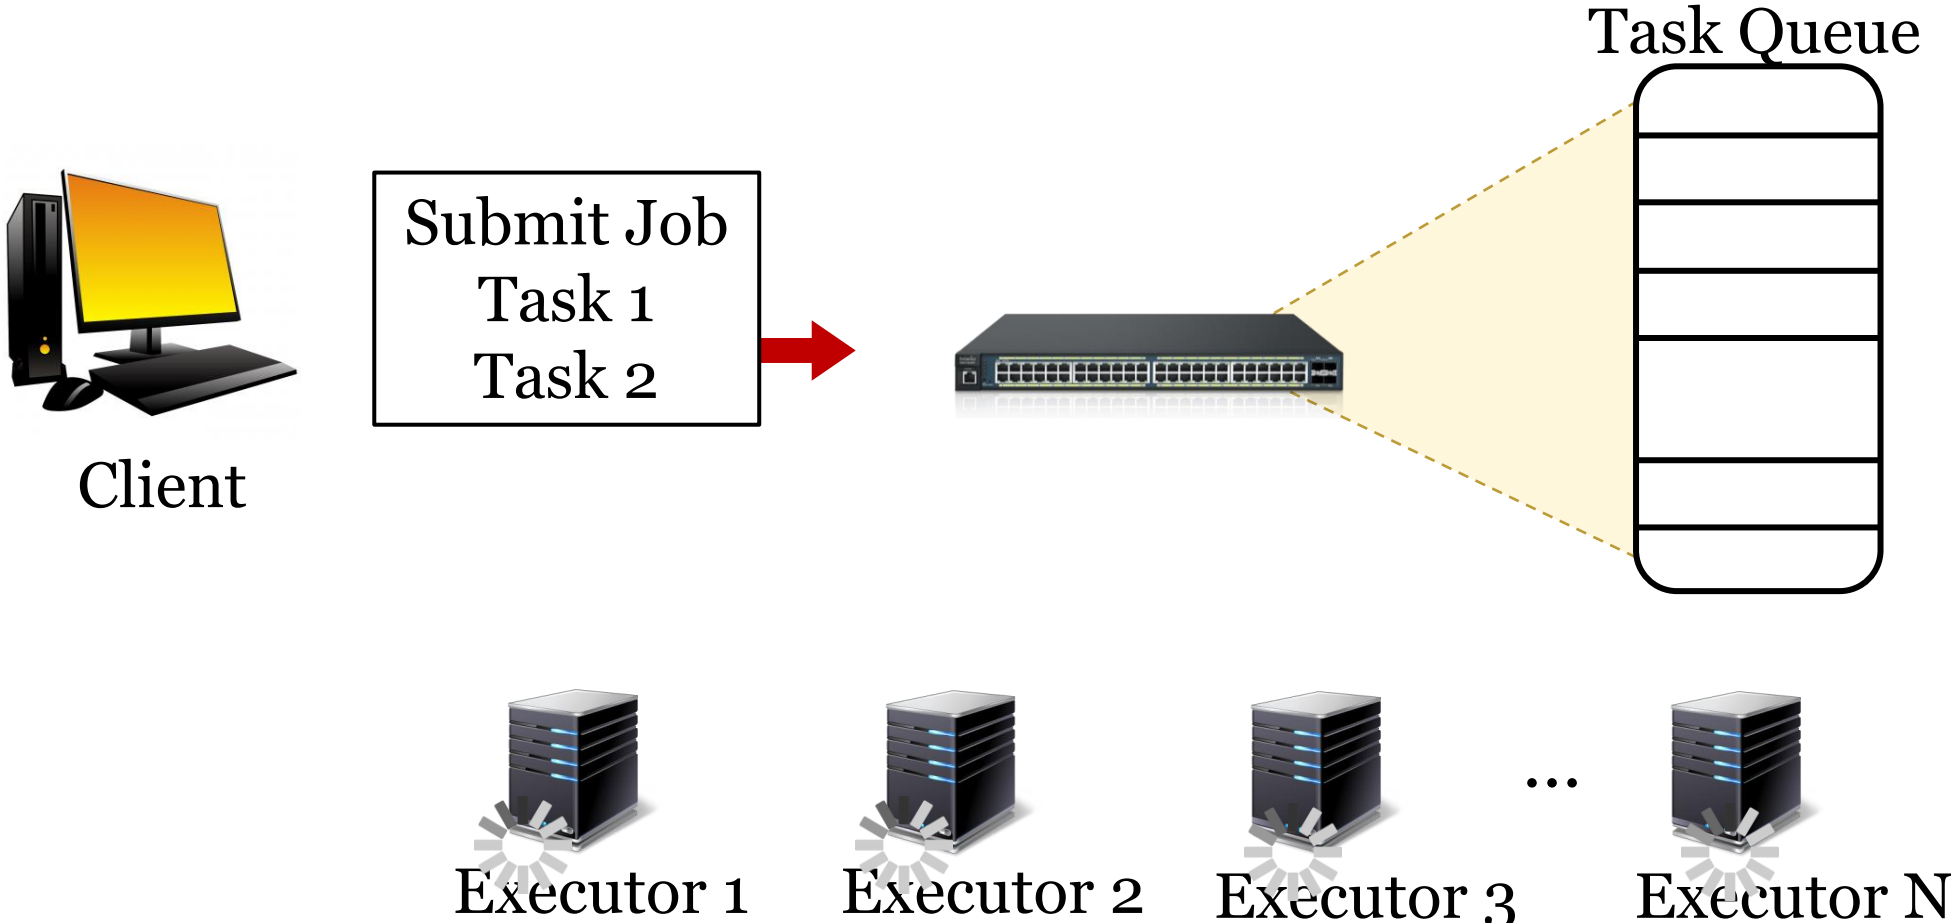 Task Queue
Submit Job
Task 1
Task 2
Client
...
Executor 1
Executor 2
Executor 3
Executor N